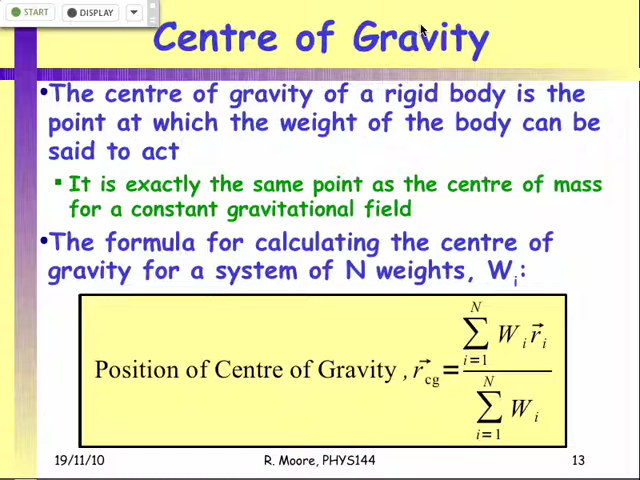 START DISPLAY
Centre of Gravity
•The centre of gravity of a rigid body is the
point at which the weight of the body can be
said to act
▪ It is exactly the same point as the centre of mass
for a constant gravitational field
•The formula for calculating the centre of
gravity for a system of N weights, Wᵢ:
Position of Centre of Gravity , r⃗cg = ∑ᵢ₌₁ᴺ Wᵢ r⃗ᵢ / ∑ᵢ₌₁ᴺ Wᵢ
19/11/10 R. Moore, PHYS144 13